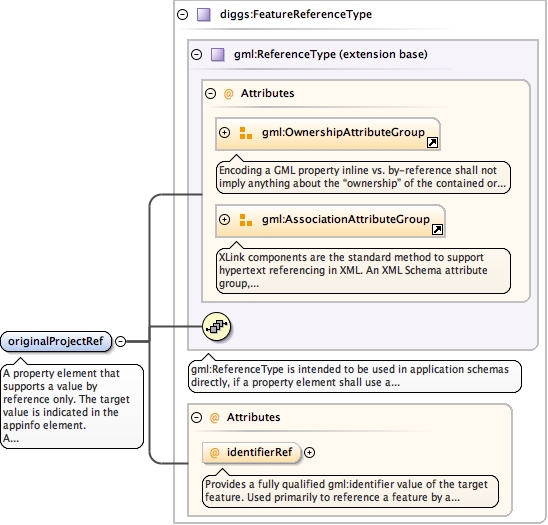 diggs:FeatureReferenceType
gml:ReferenceType (extension base)
@ Attributes
gml:OwnershipAttributeGroup
Encoding a GML property inline vs. by-reference shall not
imply anything about the “ownership” of the contained or...
gml:AssociationAttributeGroup
XLink components are the standard method to support
hypertext referencing in XML. An XML Schema attribute
group,...
originalProjectRef
A property element that
supports a value by
reference only. The target
value is indicated in the
appinfo element.
A...
gml:ReferenceType is intended to be used in application schemas
directly, if a property element shall use a...
@ Attributes
@ identifierRef
Provides a fully qualified gml:identifier value of the target
feature. Used primarily to reference a feature by a...